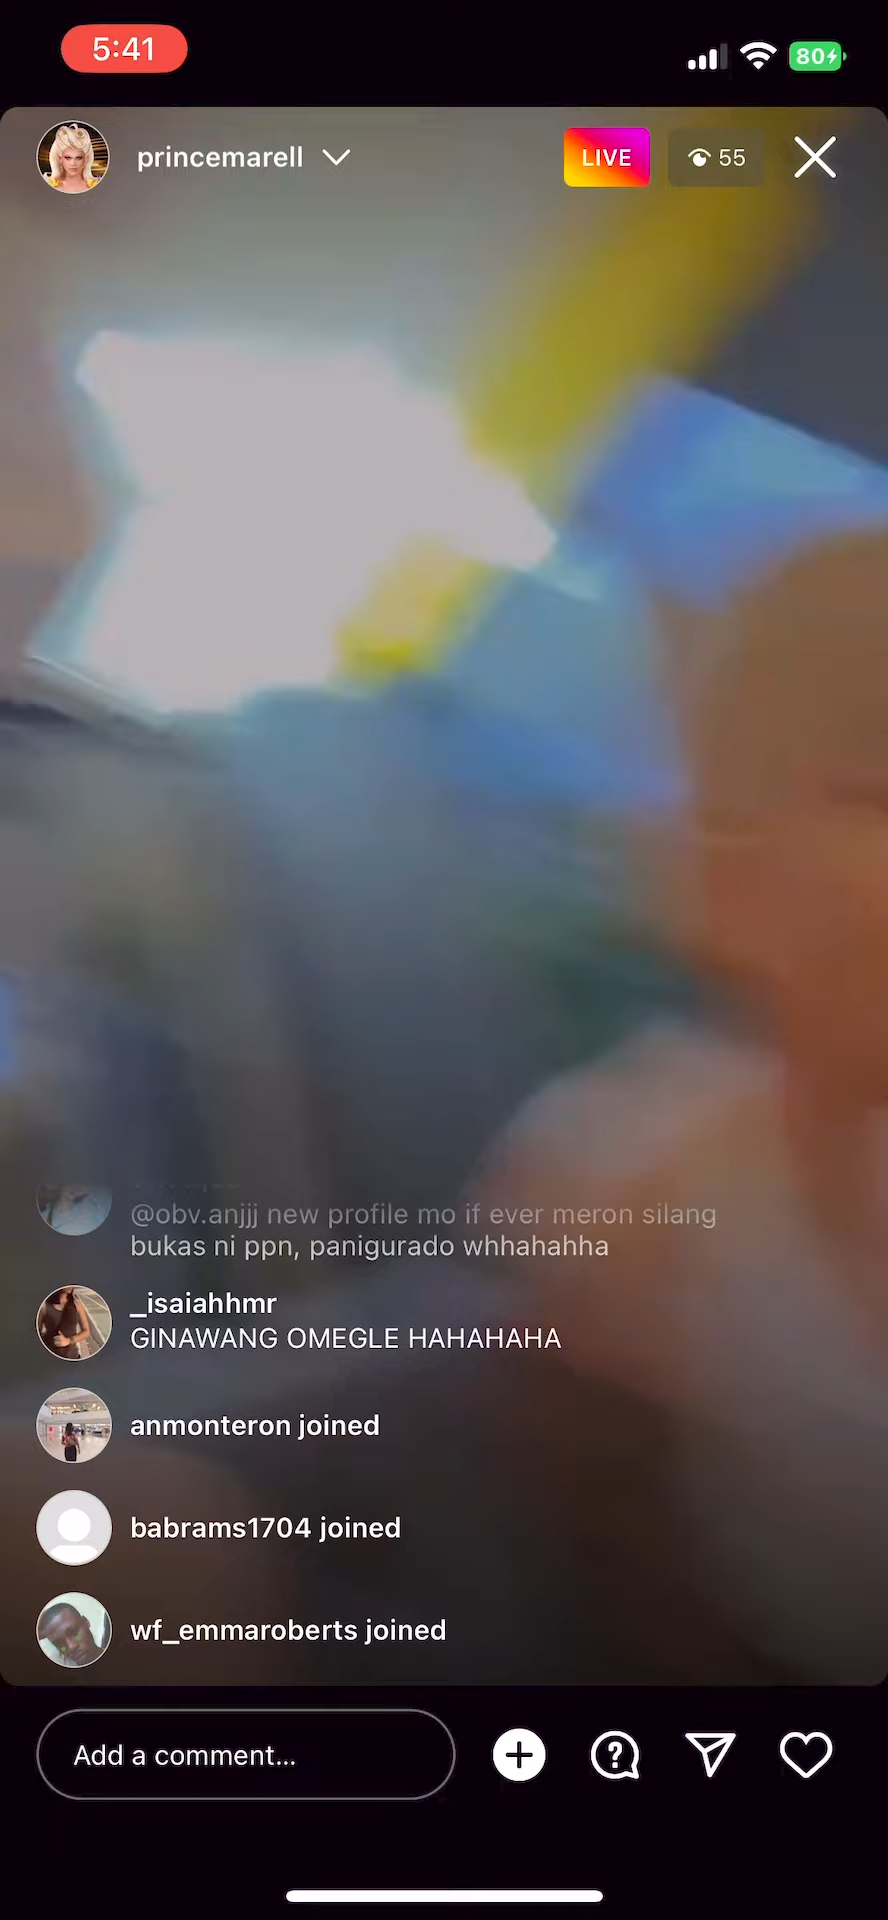 5:41
80
princemarell
LIVE
55
@obv.anjjj new profile mo if ever meron silang
bukas ni ppn, panigurado whhahahha
_isaiahhmr
GINAWANG OMEGLE HAHAHAHA
anmonteron joined
babrams1704 joined
wf_emmaroberts joined
Add a comment...